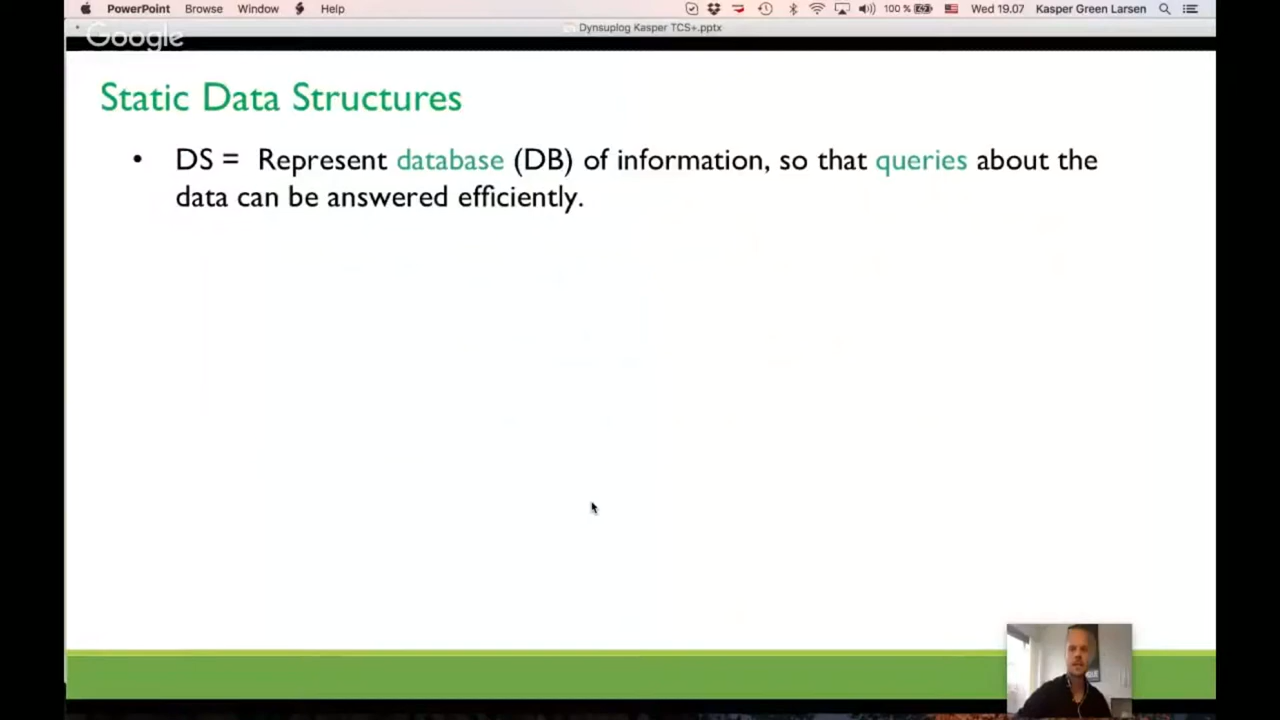 PowerPoint Browse Window Help 100 % Wed 19.07 Kasper Green Larsen
Dynsuplog Kasper TCS+.pptx
Google
Static Data Structures
• DS = Represent database (DB) of information, so that queries about the
data can be answered efficiently.